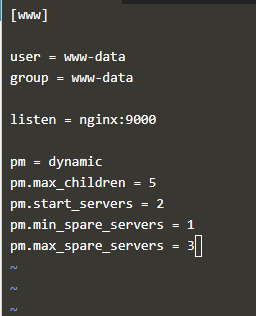 [www]
user = www-data
group = www-data
listen = nginx:9000
pm = dynamic
pm.max_children = 5
pm.start_servers = 2
pm.min_spare_servers = 1
pm.max_spare_servers = 3
~
~
~